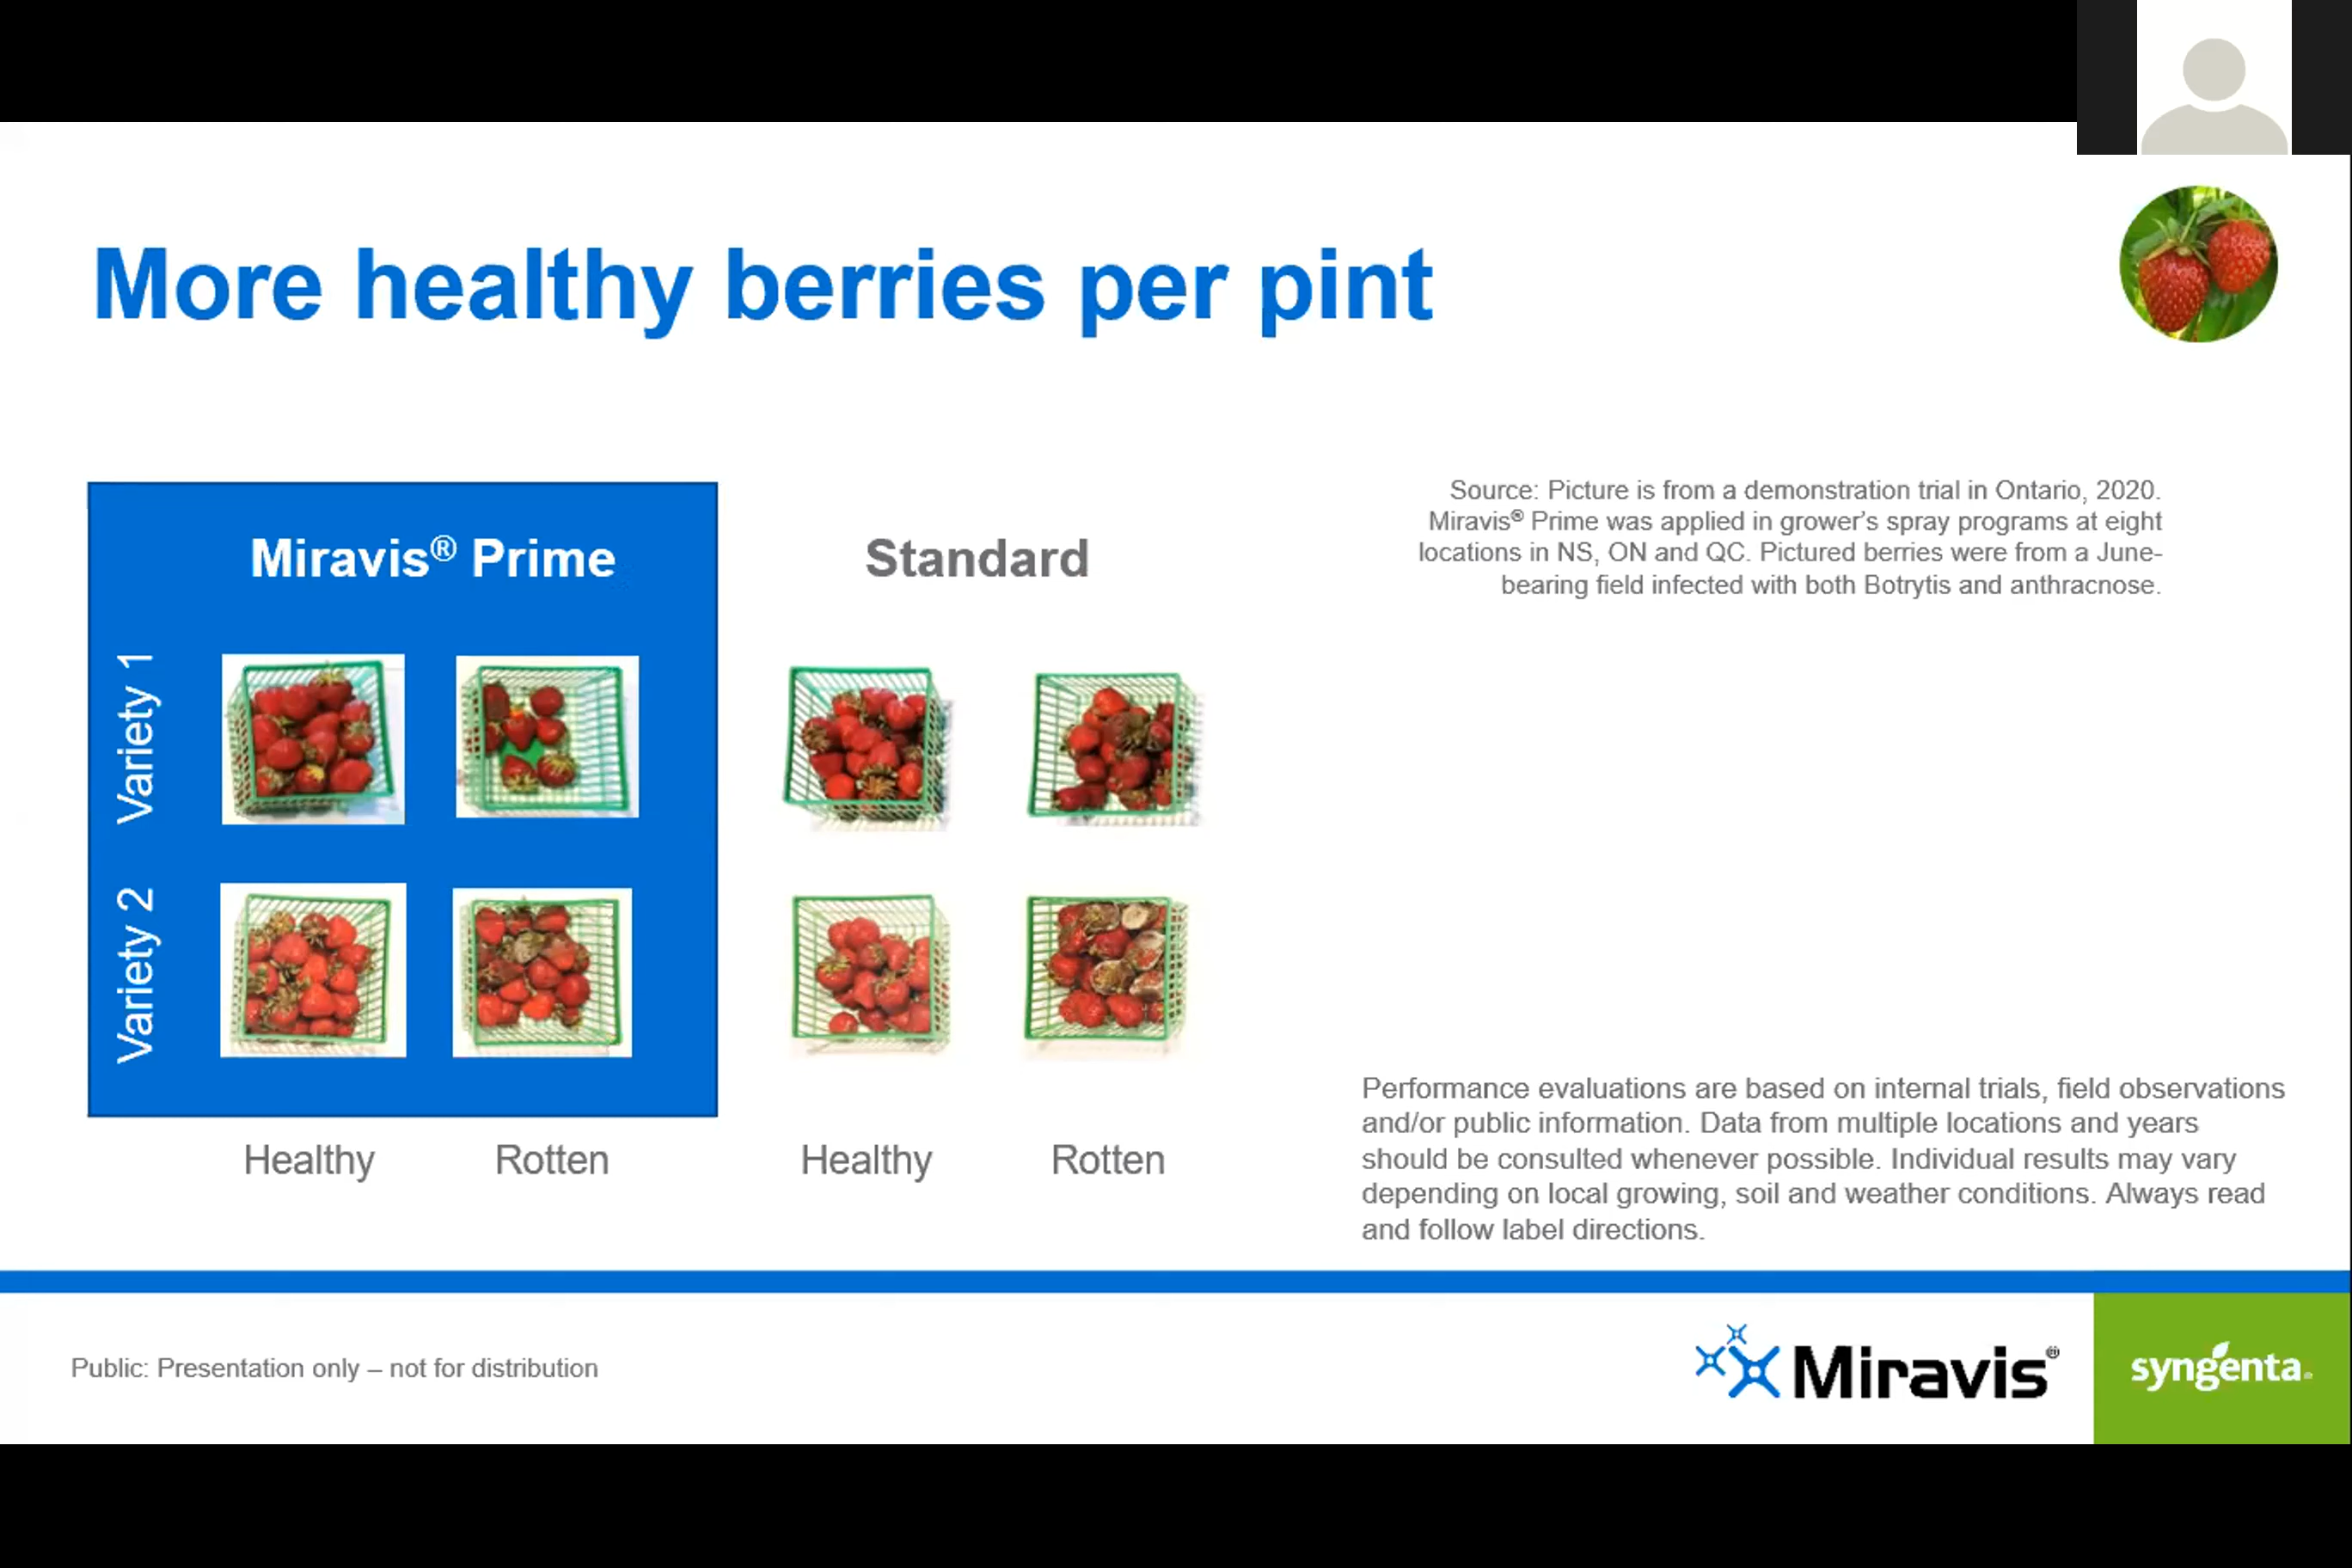 More healthy berries per pint
Miravis® Prime
Standard
Source: Picture is from a demonstration trial in Ontario, 2020.
Miravis® Prime was applied in grower's spray programs at eight
locations in NS, ON and QC. Pictured berries were from a June-
bearing field infected with both Botrytis and anthracnose.
Variety 1
Variety 2
Healthy
Rotten
Healthy
Rotten
Performance evaluations are based on internal trials, field observations
and/or public information. Data from multiple locations and years
should be consulted whenever possible. Individual results may vary
depending on local growing, soil and weather conditions. Always read
and follow label directions.
Public: Presentation only – not for distribution
Miravis®
syngenta